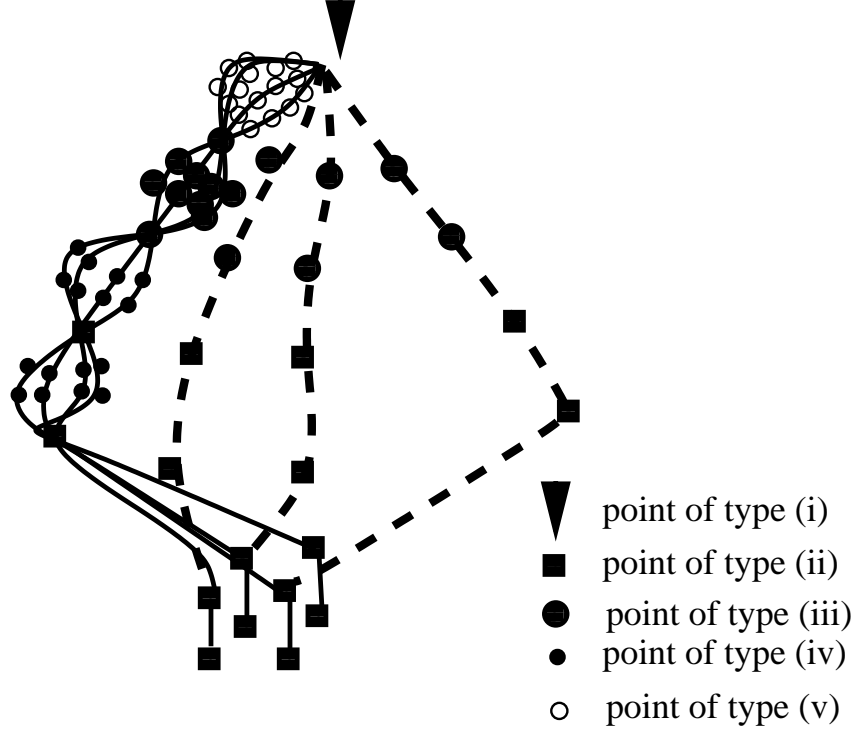 point of type (i)
point of type (ii)
point of type (iii)
point of type (iv)
point of type (v)